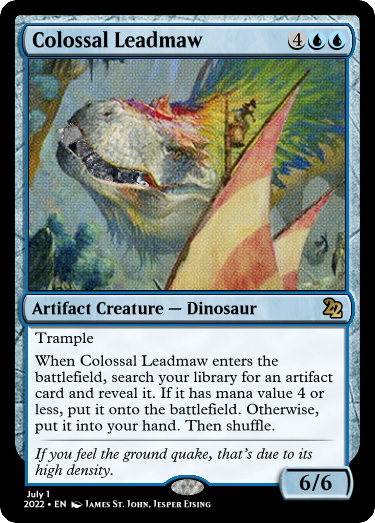 Colossal Leadmaw 4
Artifact Creature — Dinosaur 22
Trample
When Colossal Leadmaw enters the
battlefield, search your library for an artifact
card and reveal it. If it has mana value 4 or
less, put it onto the battlefield. Otherwise,
put it into your hand. Then shuffle.
If you feel the ground quake, that's due to its
high density.
6/6
July 1
2022 • EN James St. John, Jesper Ejsing